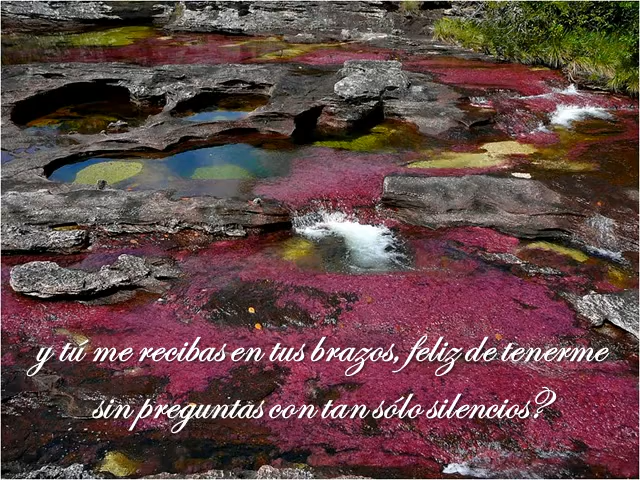 y tú me recibas en tus brazos, feliz de tenerme
sin preguntas con tan sólo silencios?